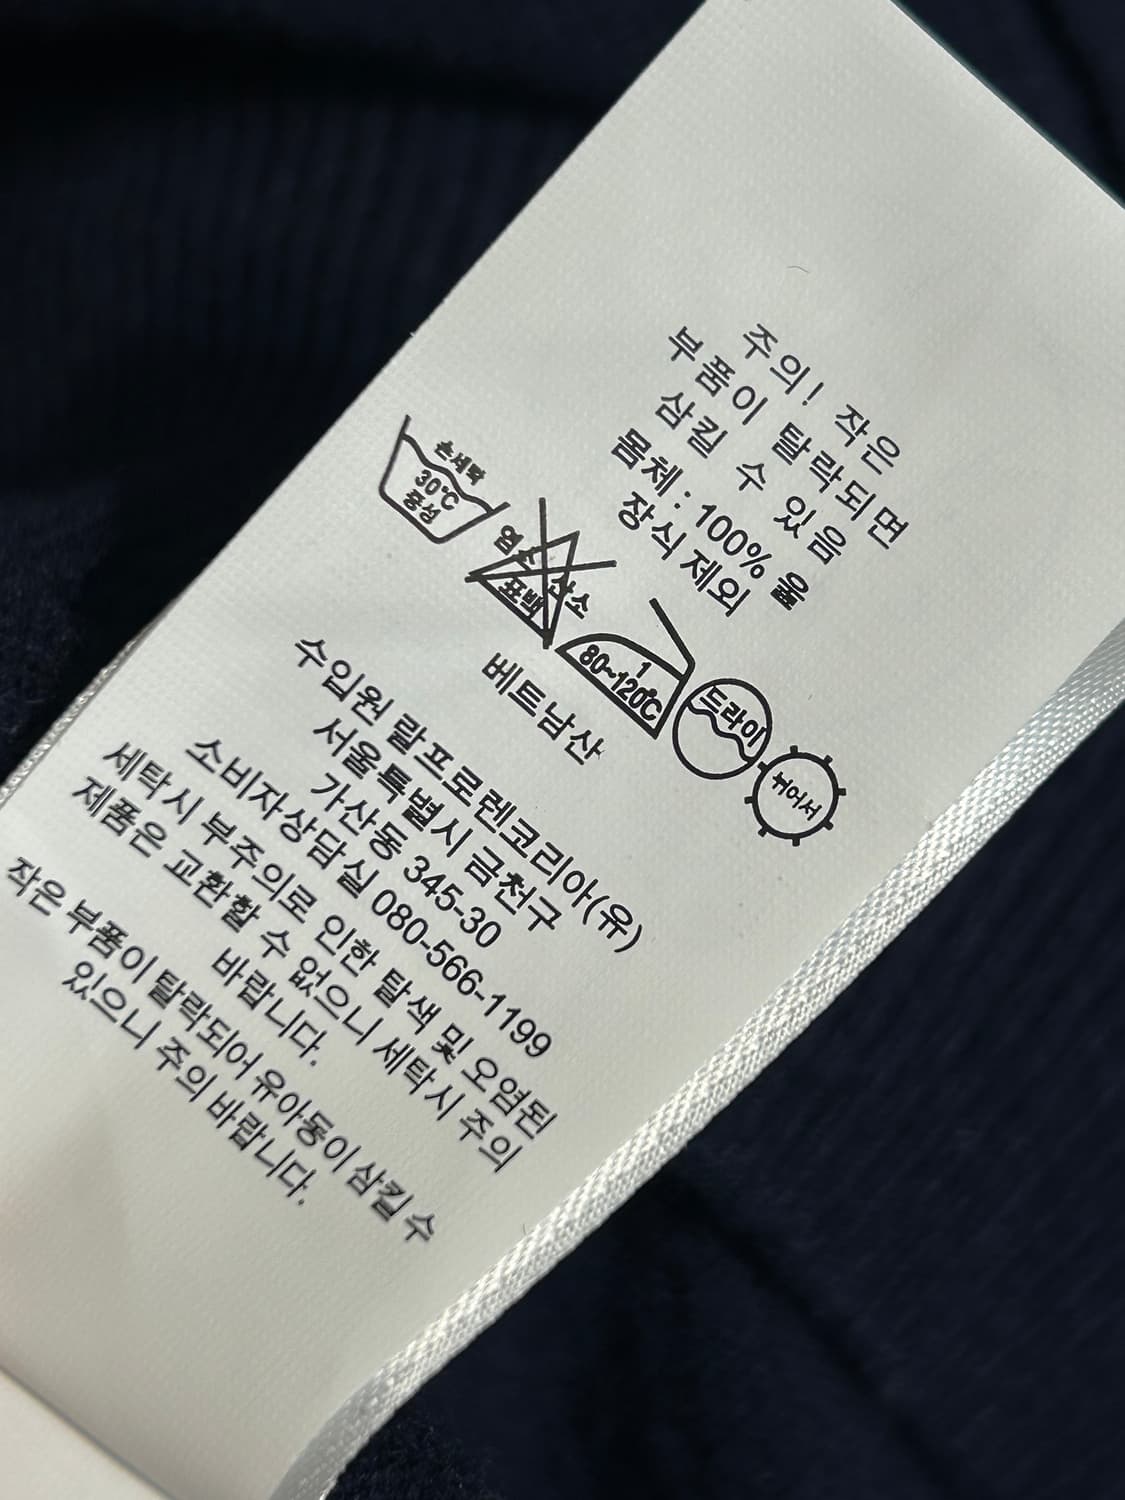 주의! 작은
부품이 탈락되면
삼킬 수 있음
몸체 : 100% 울
장식 제외
손세탁
30℃
중성
염소 산소
표백
1
80~120℃
드라이
뉘어서
베트남산
수입원 랄프로렌코리아(유)
서울특별시 금천구
가산동 345-30
소비자상담실 080-566-1199
세탁시 부주의로 인한 탈색 및 오염된
제품은 교환할 수 없으니 세탁시 주의
바랍니다.
작은 부품이 탈락되어 유아동이 삼킬 수
있으니 주의 바랍니다.